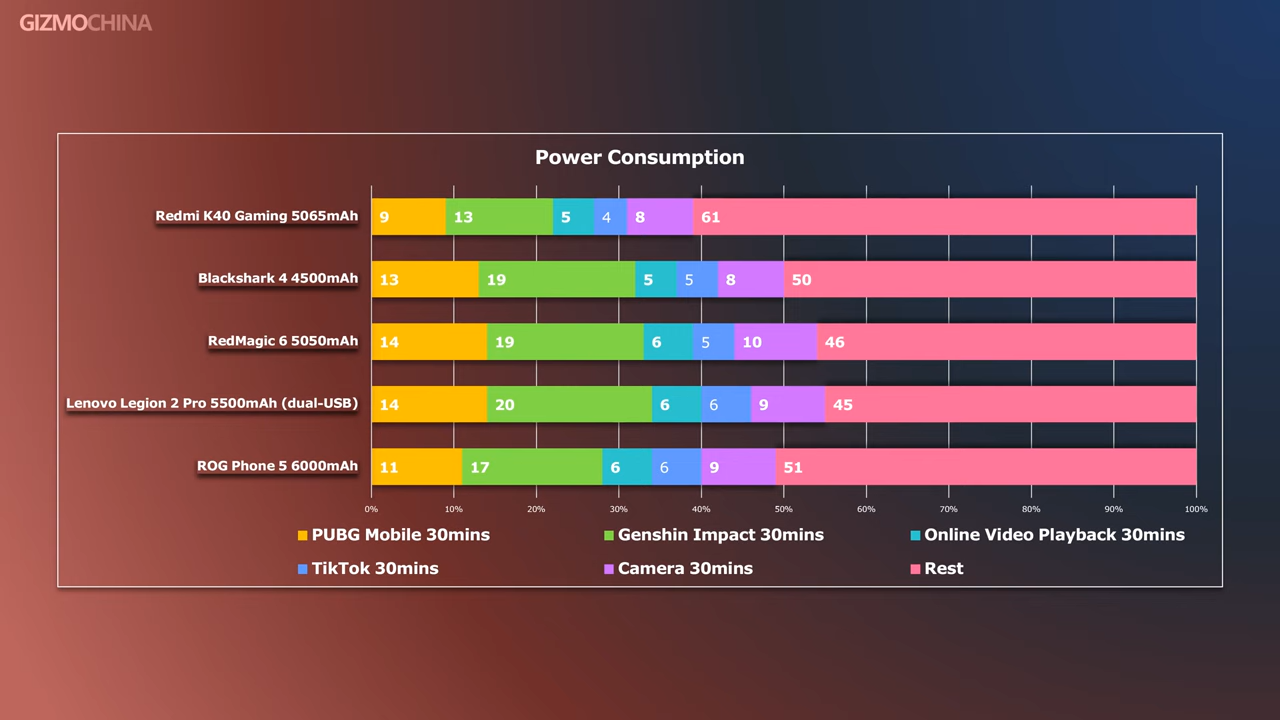 GIZMOCHINA
Power Consumption
Redmi K40 Gaming 5065mAh 9 13 5 4 8 61
Blackshark 4 4500mAh 13 19 5 5 8 50
RedMagic 6 5050mAh 14 19 6 5 10 46
Lenovo Legion 2 Pro 5500mAh (dual-USB) 14 20 6 6 9 45
ROG Phone 5 6000mAh 11 17 6 6 9 51
0% 10% 20% 30% 40% 50% 60% 70% 80% 90% 100%
PUBG Mobile 30mins Genshin Impact 30mins Online Video Playback 30mins
TikTok 30mins Camera 30mins Rest